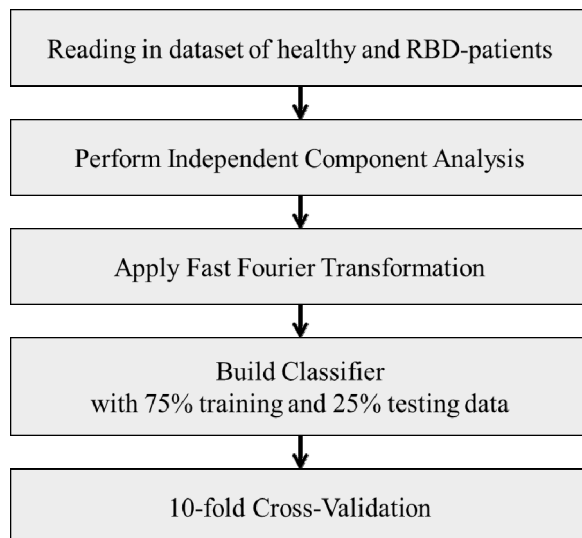 Reading in dataset of healthy and RBD-patients
Perform Independent Component Analysis
Apply Fast Fourier Transformation
Build Classifier
with 75% training and 25% testing data
10-fold Cross-Validation